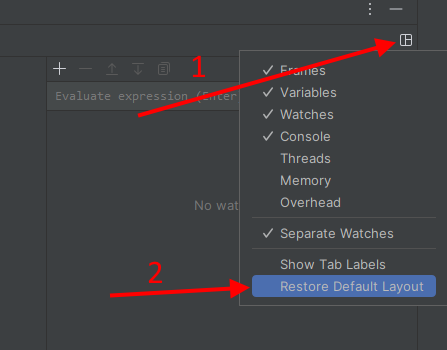 1
Evaluate expression (Enter
Frames
Variables
Watches
Console
Threads
Memory
Overhead
No wat
Separate Watches
Show Tab Labels
2
Restore Default Layout